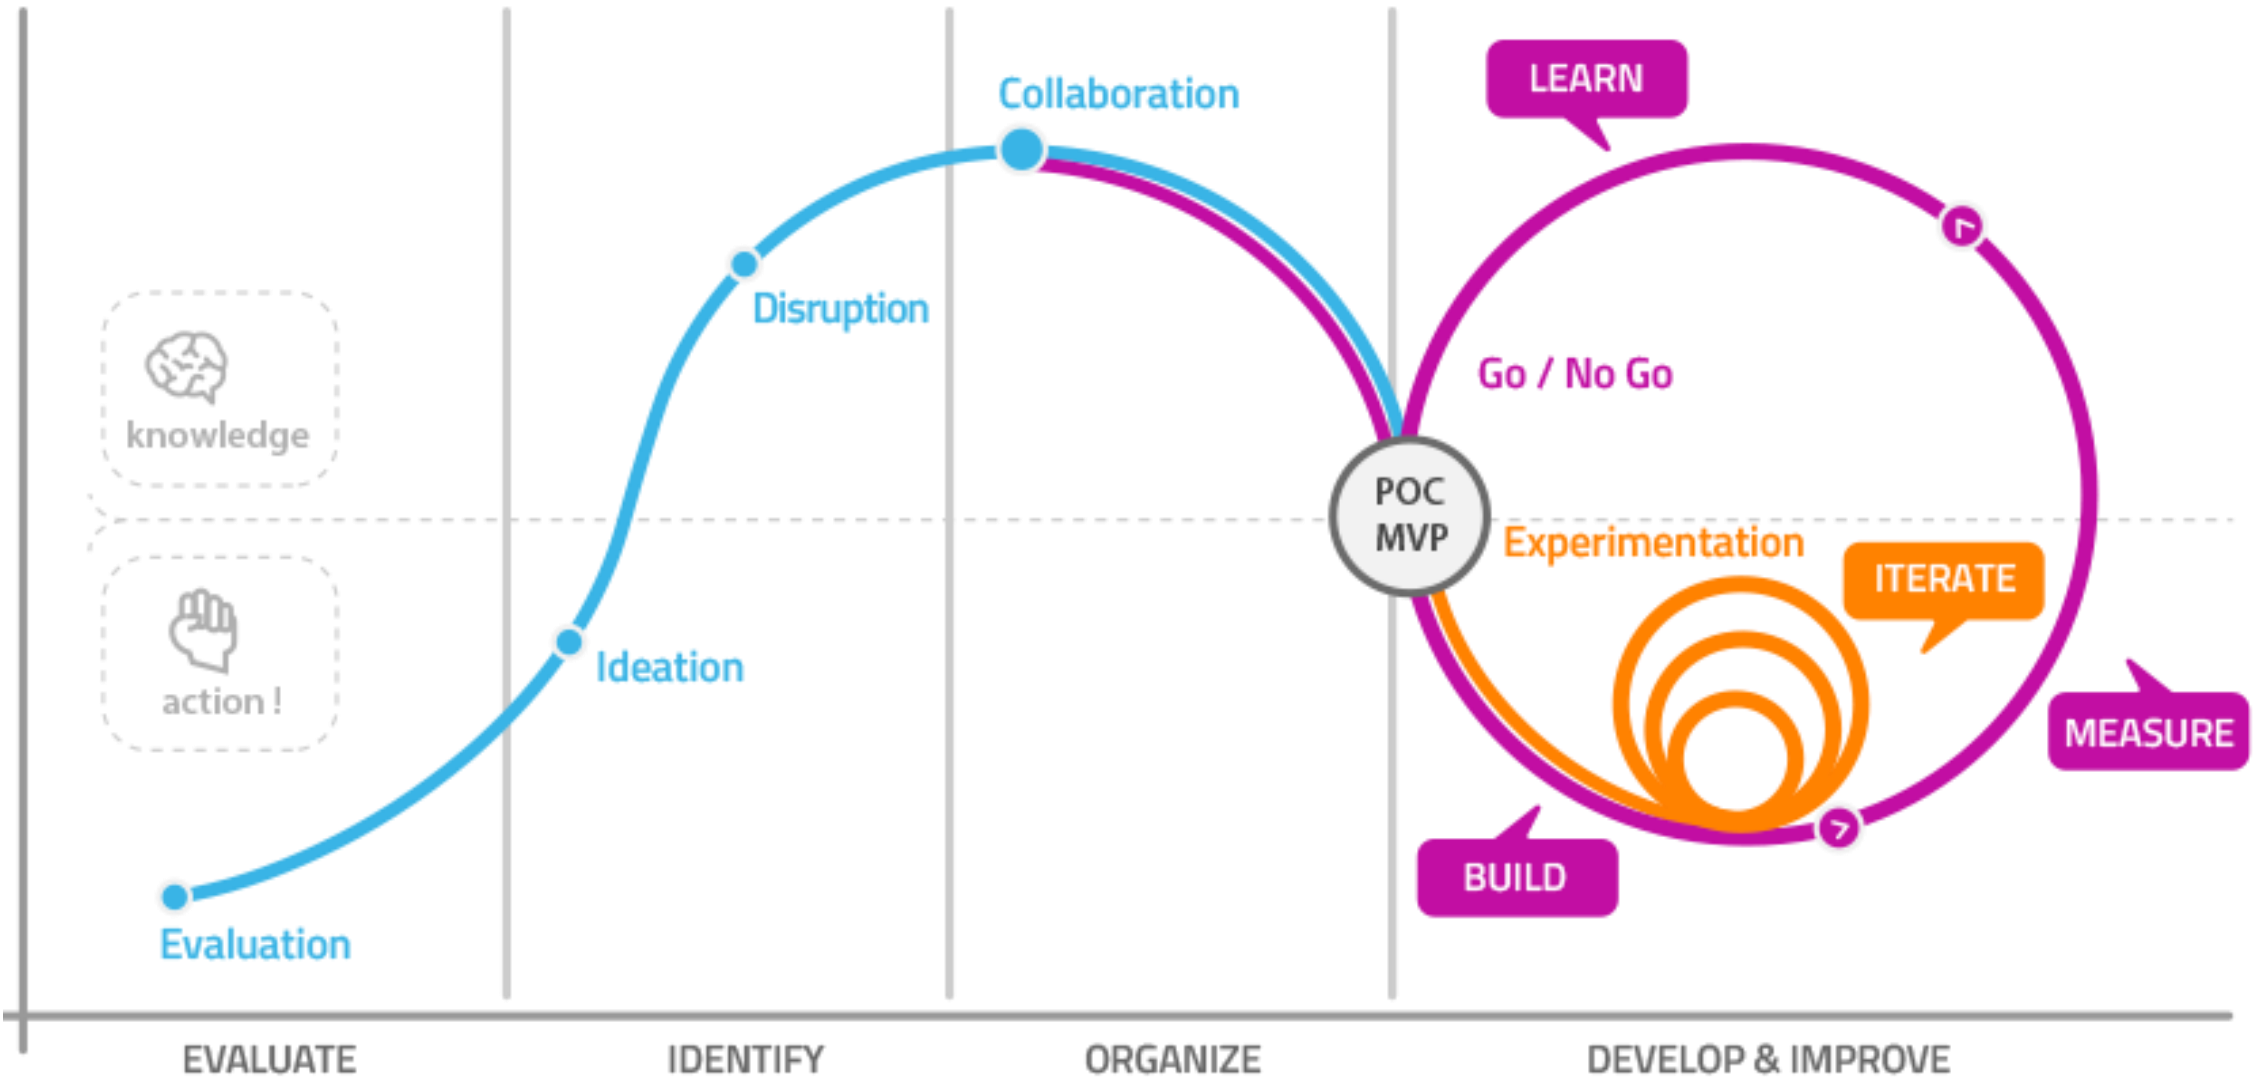 Collaboration
LEARN
Disruption
Go / No Go
knowledge
POC
MVP
Experimentation
ITERATE
Ideation
action !
MEASURE
BUILD
Evaluation
EVALUATE
IDENTIFY
ORGANIZE
DEVELOP & IMPROVE